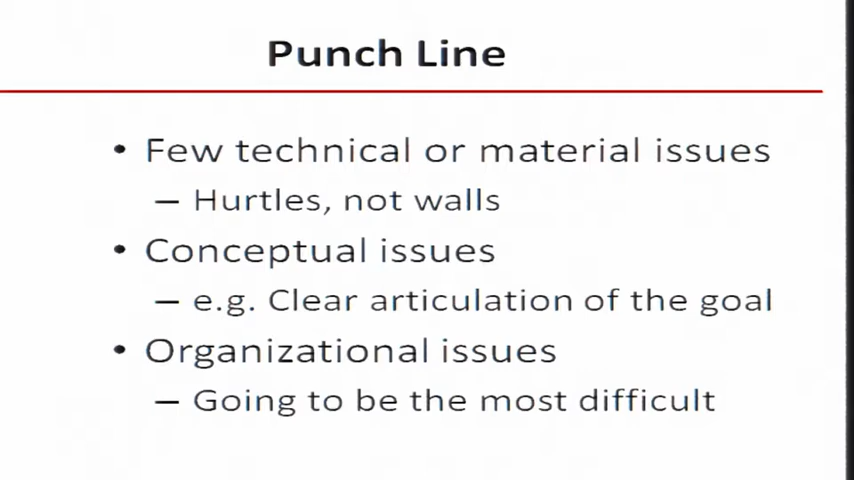 Punch Line
• Few technical or material issues
– Hurtles, not walls
• Conceptual issues
– e.g. Clear articulation of the goal
• Organizational issues
– Going to be the most difficult